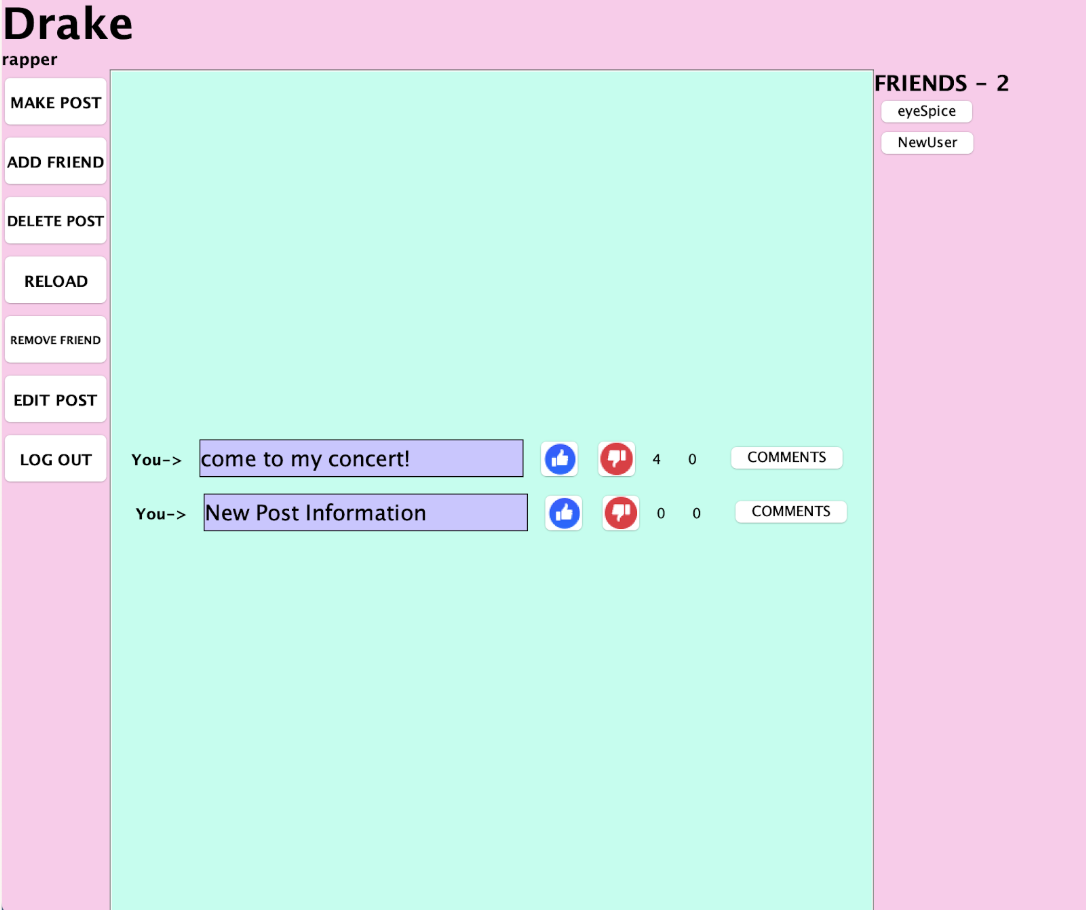 Drake
rapper
MAKE POST
ADD FRIEND
DELETE POST
RELOAD
REMOVE FRIEND
EDIT POST
LOG OUT
You-> come to my concert! 4 0 COMMENTS
You-> New Post Information 0 0 COMMENTS
FRIENDS - 2
eyeSpice
NewUser